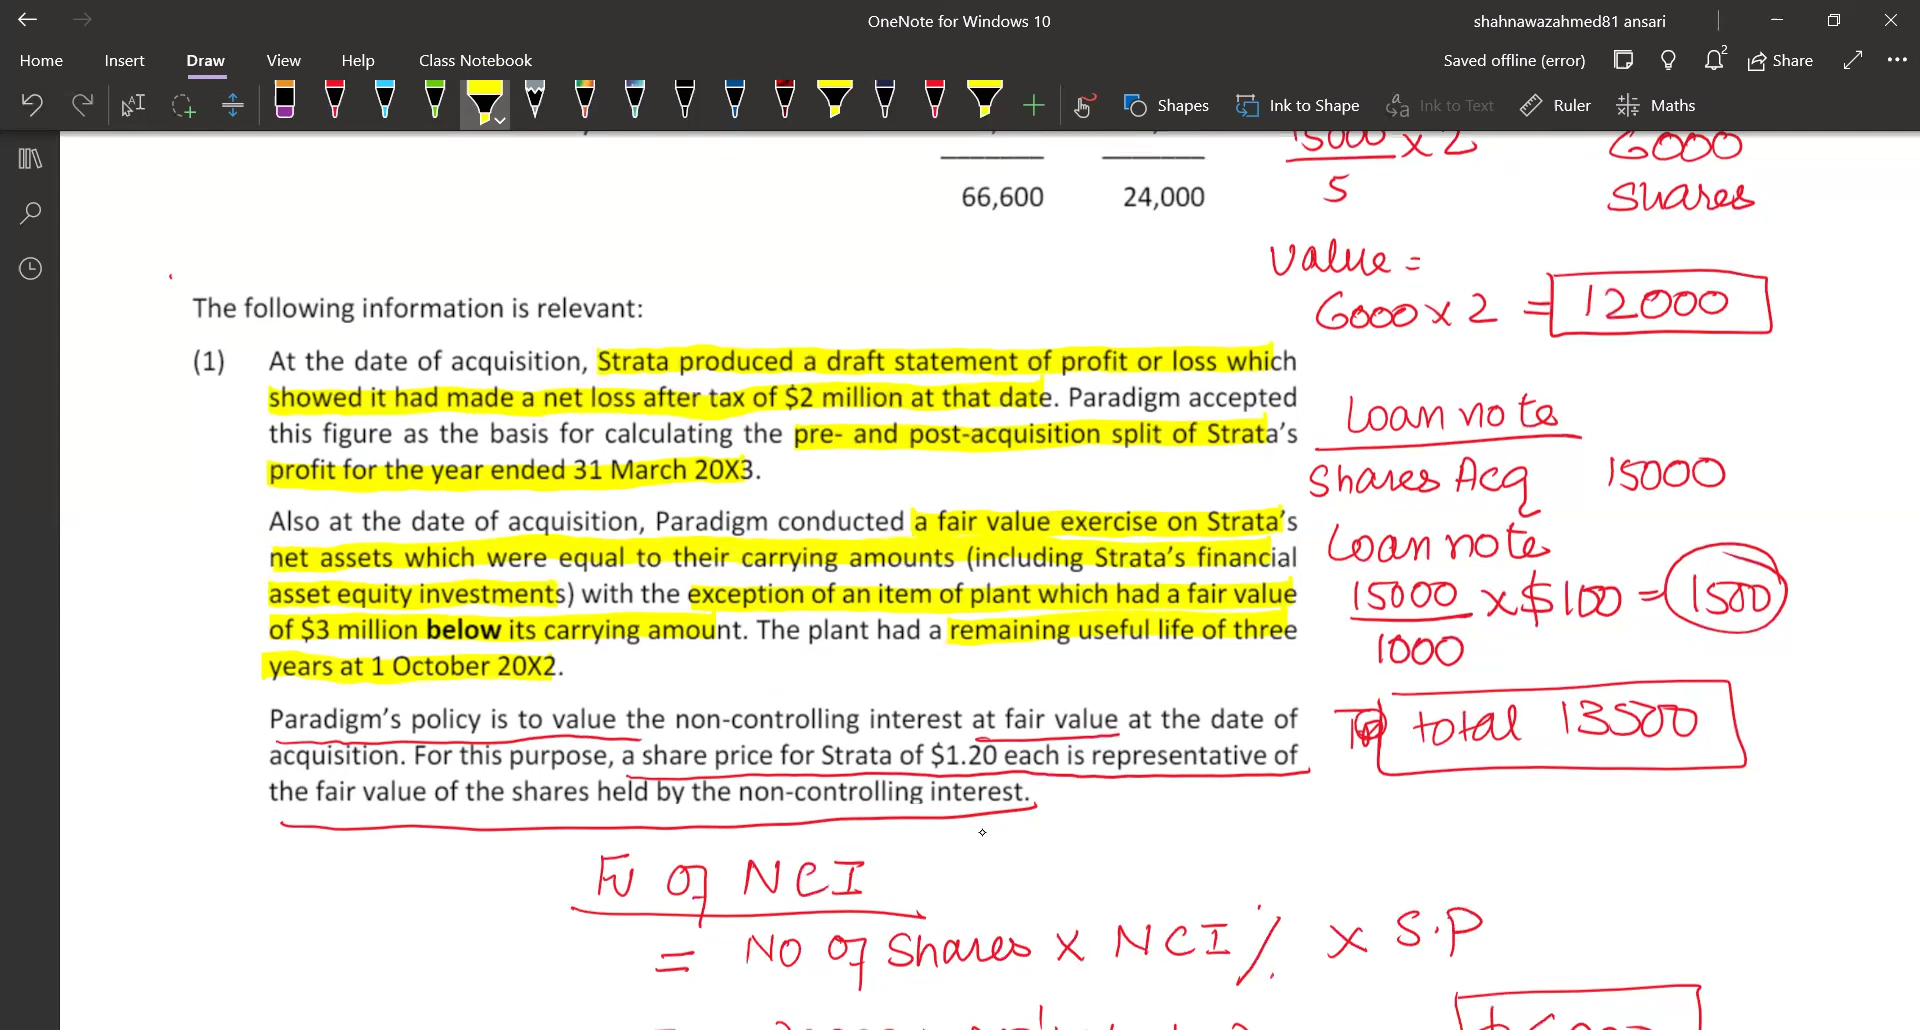 OneNote for Windows 10
shahnawazahmed81 ansari
Home Insert Draw View Help Class Notebook
Saved offline (error) 2 Share
Shapes Ink to Shape Ink to Text Ruler Maths
15000 x 2
5
6000
shares
66,600 24,000
Value =
6000 x 2 = 12000
The following information is relevant:
(1) At the date of acquisition, Strata produced a draft statement of profit or loss which
showed it had made a net loss after tax of $2 million at that date. Paradigm accepted
this figure as the basis for calculating the pre- and post-acquisition split of Strata's
profit for the year ended 31 March 20X3.
Also at the date of acquisition, Paradigm conducted a fair value exercise on Strata's
net assets which were equal to their carrying amounts (including Strata's financial
asset equity investments) with the exception of an item of plant which had a fair value
of $3 million below its carrying amount. The plant had a remaining useful life of three
years at 1 October 20X2.
Paradigm's policy is to value the non-controlling interest at fair value at the date of
acquisition. For this purpose, a share price for Strata of $1.20 each is representative of
the fair value of the shares held by the non-controlling interest.
Loan note
Shares Acq 15000
Loan note
15000 x $100 = 1500
1000
total 13500
Fv of NCI
= No of Shares x NCI % x S.P